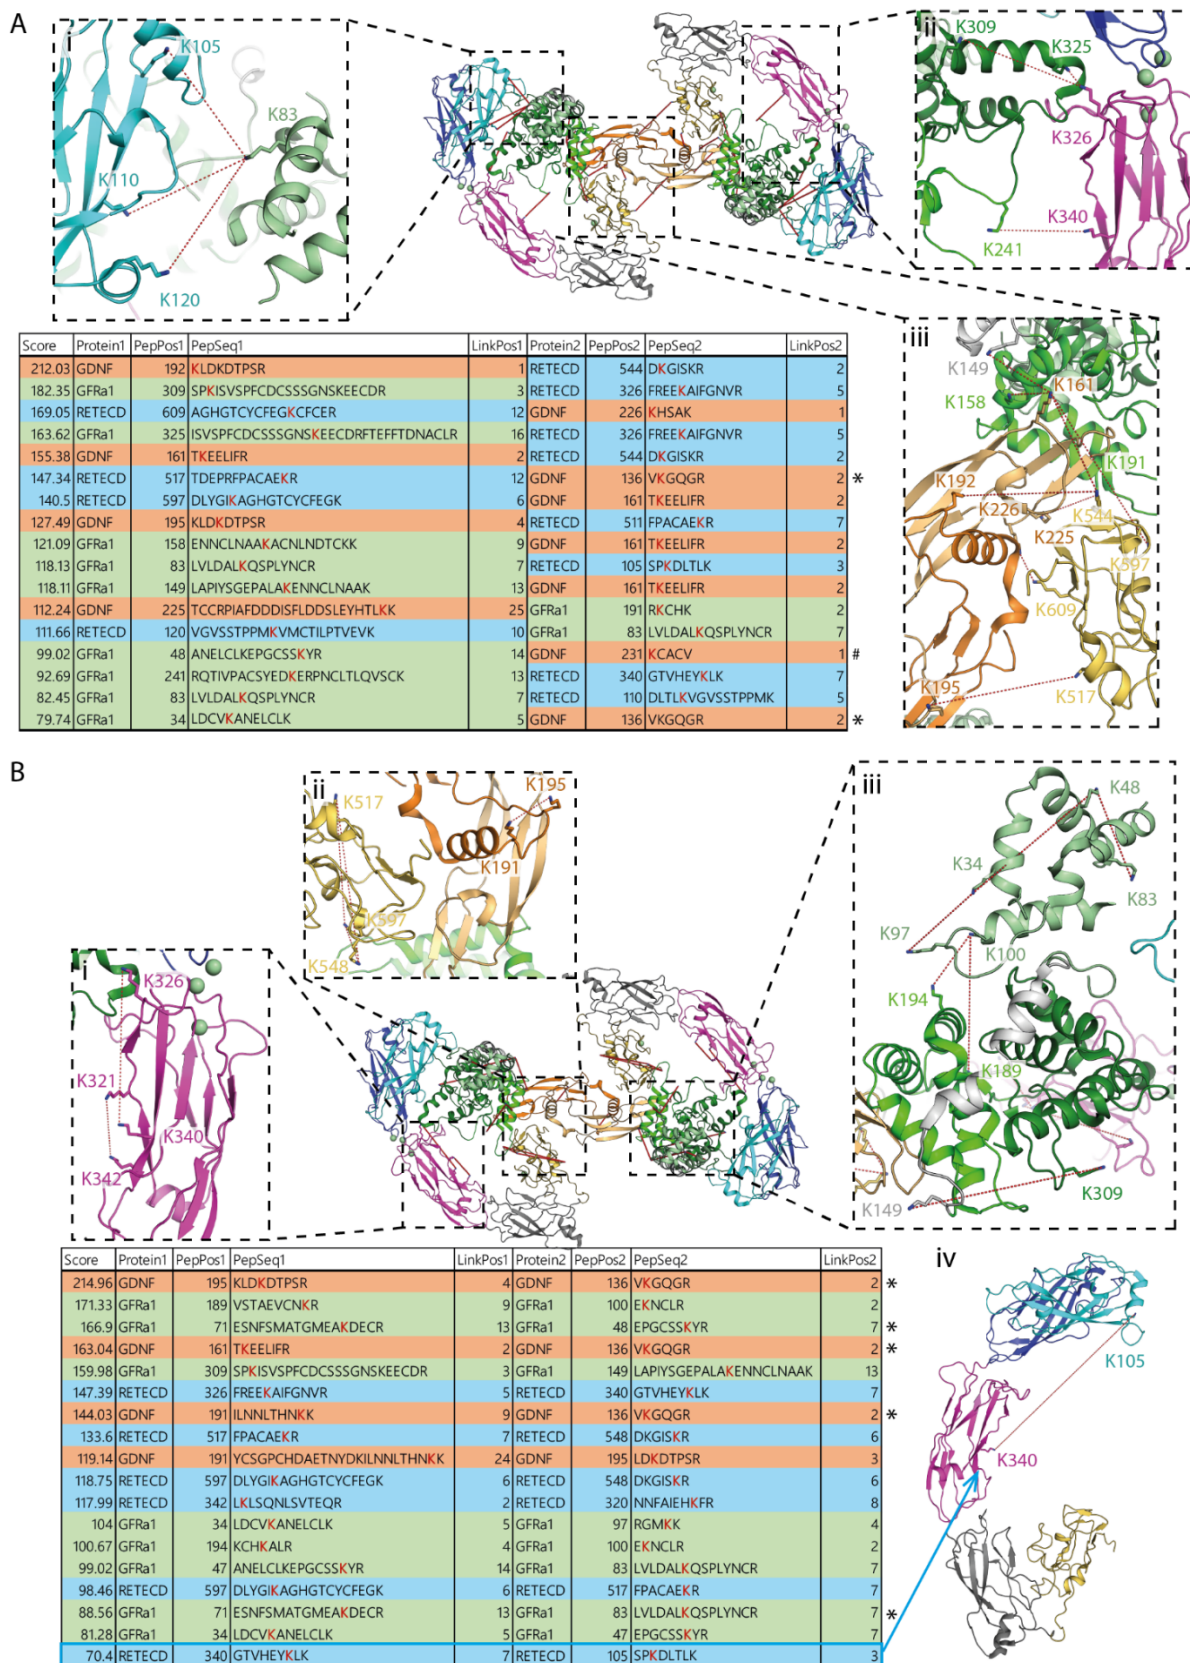 A
i
K105
K83
K110
K120
ii
K309
K325
K326
K340
K241
iii
K149
K161
K158
K191
K192
K226
K544
K225
K597
K609
K195
K517
Score Protein1 PepPos1 PepSeq1 LinkPos1 Protein2 PepPos2 PepSeq2 LinkPos2
212.03 GDNF 192 KLDKDTPSR 1 RETECD 544 DKGISKR 2
182.35 GFRa1 309 SPKISVSPFCDCSSSGNSKEECDR 3 RETECD 326 FREEKAIFGNVR 5
169.05 RETECD 609 AGHGTCYCFEGKCFCER 12 GDNF 226 KHSAK 1
163.62 GFRa1 325 ISVSPFCDCSSSGNSKEECDRFTEFFTDNACLR 16 RETECD 326 FREEKAIFGNVR 5
155.38 GDNF 161 TKEELIFR 2 RETECD 544 DKGISKR 2
147.34 RETECD 517 TDEPRFPACAEKR 12 GDNF 136 VKGQGR 2 *
140.5 RETECD 597 DLYGIKAGHGTCYCFEGK 6 GDNF 161 TKEELIFR 2
127.49 GDNF 195 KLDKDTPSR 4 RETECD 511 FPACAEKR 7
121.09 GFRa1 158 ENNCLNAAKACNLNDTCKK 9 GDNF 161 TKEELIFR 2
118.13 GFRa1 83 LVLDALKQSPLYNCR 7 RETECD 105 SPKDLTLK 3
118.11 GFRa1 149 LAPIYSGEPALAKENNCLNAAK 13 GDNF 161 TKEELIFR 2
112.24 GDNF 225 TCCRPIAFDDDISFLDDSLEYHTLKK 25 GFRa1 191 RKCHK 2
111.66 RETECD 120 VGVSSTPPMKVMCTILPTVEVK 10 GFRa1 83 LVLDALKQSPLYNCR 7
99.02 GFRa1 48 ANELCLKEPGCSSKYR 14 GDNF 231 KCACV 1 #
92.69 GFRa1 241 RQTIVPACSYEDKERPNCLTLQVSCK 13 RETECD 340 GTVHEYKLK 7
82.45 GFRa1 83 LVLDALKQSPLYNCR 7 RETECD 110 DLTLKVGVSSTPPMK 5
79.74 GFRa1 34 LDCVKANELCLK 5 GDNF 136 VKGQGR 2 *
B
i
K326
K321
K340
K342
ii
K517
K195
K191
K597
K548
iii
K48
K34
K83
K97
K100
K194
K189
K309
K149
Score Protein1 PepPos1 PepSeq1 LinkPos1 Protein2 PepPos2 PepSeq2 LinkPos2
214.96 GDNF 195 KLDKDTPSR 4 GDNF 136 VKGQGR 2 *
171.33 GFRa1 189 VSTAEVCNKR 9 GFRa1 100 EKNCLR 2
166.9 GFRa1 71 ESNFSMATGMEAKDECR 13 GFRa1 48 EPGCSSKYR 7 *
163.04 GDNF 161 TKEELIFR 2 GDNF 136 VKGQGR 2 *
159.98 GFRa1 309 SPKISVSPFCDCSSSGNSKEECDR 3 GFRa1 149 LAPIYSGEPALAKENNCLNAAK 13
147.39 RETECD 326 FREEKAIFGNVR 5 RETECD 340 GTVHEYKLK 7
144.03 GDNF 191 ILNNLTHNKK 9 GDNF 136 VKGQGR 2 *
133.6 RETECD 517 FPACAEKR 7 RETECD 548 DKGISKR 6
119.14 GDNF 191 YCSGPCHDAETNYDKILNNLTHNKK 24 GDNF 195 LDKDTPSR 3
118.75 RETECD 597 DLYGIKAGHGTCYCFEGK 6 RETECD 548 DKGISKR 6
117.99 RETECD 342 LKLSQNLSVTEQR 2 RETECD 320 NNFAIEHKFR 8
104 GFRa1 34 LDCVKANELCLK 5 GFRa1 97 RGMKK 4
100.67 GFRa1 194 KCHKALR 4 GFRa1 100 EKNCLR 2
99.02 GFRa1 47 ANELCLKEPGCSSKYR 14 GFRa1 83 LVLDALKQSPLYNCR 7
98.46 RETECD 597 DLYGIKAGHGTCYCFEGK 6 RETECD 517 FPACAEKR 7
88.56 GFRa1 71 ESNFSMATGMEAKDECR 13 GFRa1 83 LVLDALKQSPLYNCR 7 *
81.28 GFRa1 34 LDCVKANELCLK 5 GFRa1 47 EPGCSSKYR 7
70.4 RETECD 340 GTVHEYKLK 7 RETECD 105 SPKDLTLK 3
iv
K105
K340